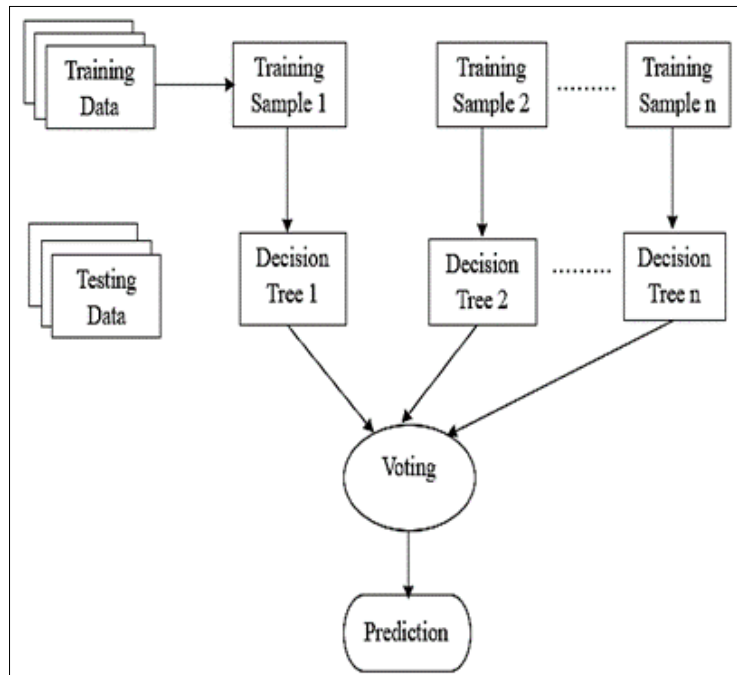 Training
Data
Training
Sample 1
Training
Sample 2
Training
Sample n
Testing
Data
Decision
Tree 1
Decision
Tree 2
Decision
Tree n
Voting
Prediction